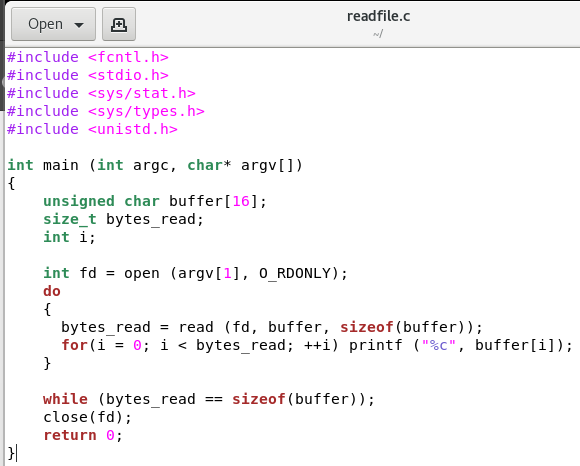 Open
readfile.c
~/
#include <fcntl.h>
#include <stdio.h>
#include <sys/stat.h>
#include <sys/types.h>
#include <unistd.h>

int main (int argc, char* argv[])
{
    unsigned char buffer[16];
    size_t bytes_read;
    int i;

    int fd = open (argv[1], O_RDONLY);
    do
    {
      bytes_read = read (fd, buffer, sizeof(buffer));
      for(i = 0; i < bytes_read; ++i) printf ("%c", buffer[i]);
    }

    while (bytes_read == sizeof(buffer));
    close(fd);
    return 0;
}